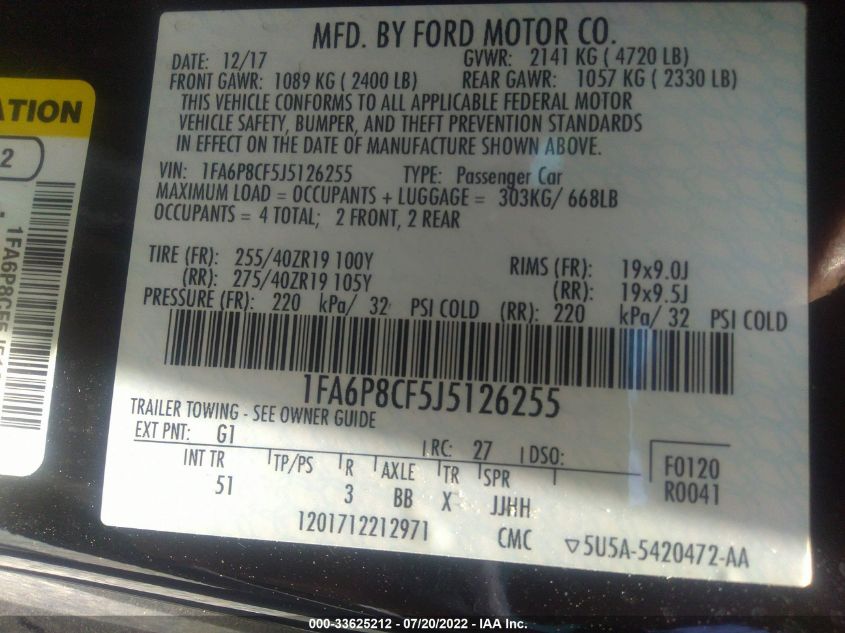 MFD. BY FORD MOTOR CO.
DATE: 12/17 GVWR: 2141 KG ( 4720 LB)
FRONT GAWR: 1089 KG ( 2400 LB) REAR GAWR: 1057 KG ( 2330 LB)
THIS VEHICLE CONFORMS TO ALL APPLICABLE FEDERAL MOTOR
VEHICLE SAFETY, BUMPER, AND THEFT PREVENTION STANDARDS
IN EFFECT ON THE DATE OF MANUFACTURE SHOWN ABOVE.
VIN: 1FA6P8CF5J5126255 TYPE: Passenger Car
MAXIMUM LOAD = OCCUPANTS + LUGGAGE = 303KG/ 668LB
OCCUPANTS = 4 TOTAL; 2 FRONT, 2 REAR
TIRE (FR): 255/40ZR19 100Y RIMS (FR): 19x9.0J
(RR): 275/40ZR19 105Y (RR): 19x9.5J
PRESSURE (FR): 220 kPa/ 32 PSI COLD (RR): 220 kPa/ 32 PSI COLD
1FA6P8CF5J5126255
TRAILER TOWING - SEE OWNER GUIDE
EXT PNT: G1 RC: 27 DSO:
INT TR TP/PS R AXLE TR SPR
51 3 BB X JJHH
F0120
R0041
1201712212971 CMC ▽5U5A-5420472-AA
ATION
2
000-33625212 - 07/20/2022 - IAA Inc.